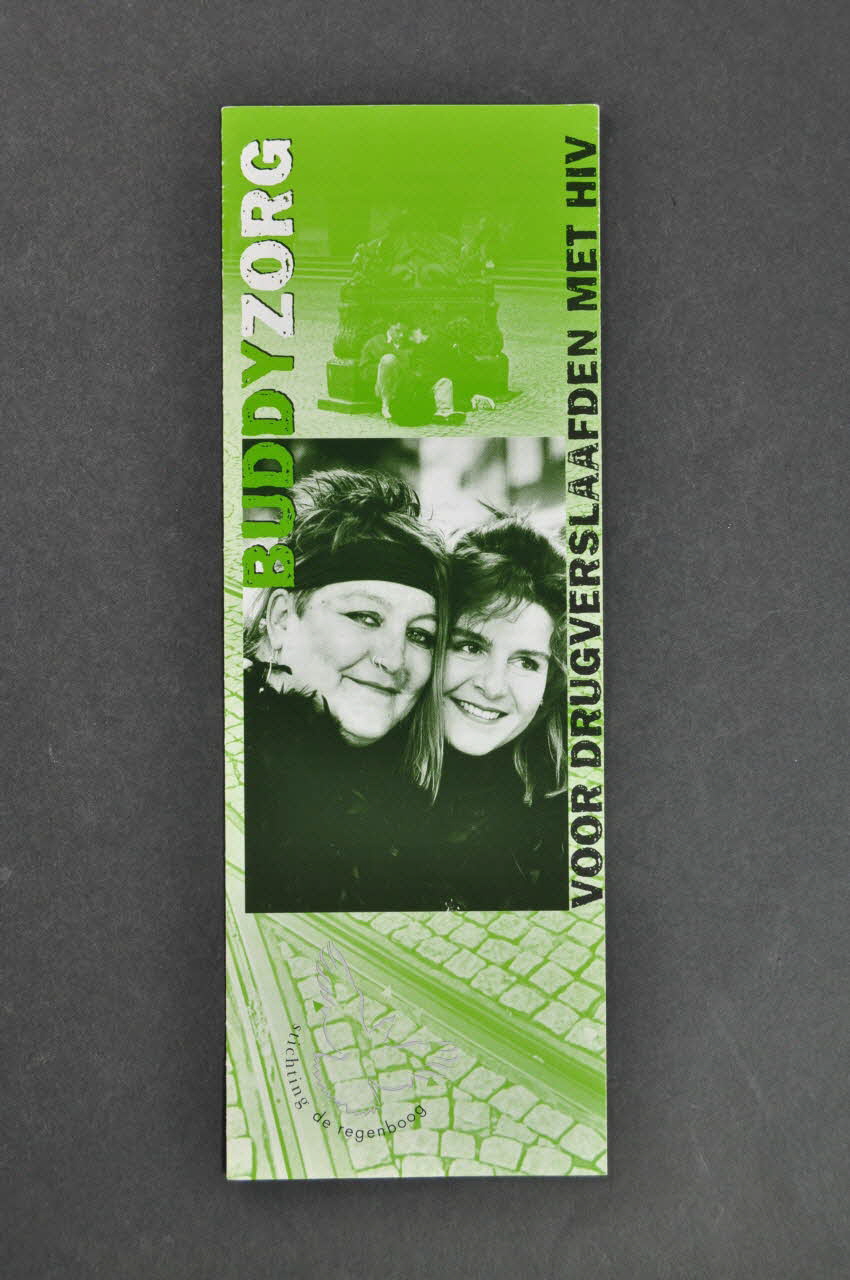 BUDDYZORG
VOOR DRUGVERSLAAFDEN MET HIV
stichting de regenboog